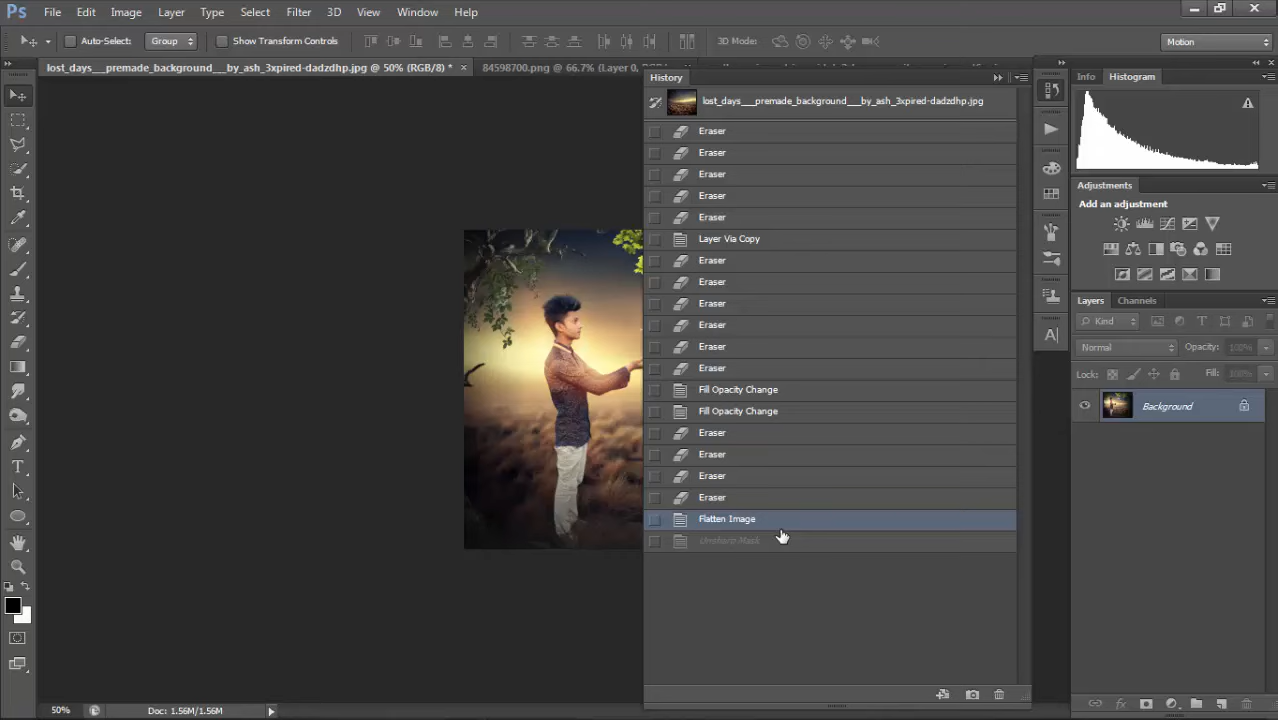 Ps File Edit Image Layer Type Select Filter 3D View Window Help
Auto-Select: Group Show Transform Controls 3D Mode: Motion
lost_days___premade_background___by_ash_3xpired-dadzdhp.jpg @ 50% (RGB/8) * × 84598700.png @ 66.7% (Layer 0,
History
lost_days___premade_background___by_ash_3xpired-dadzdhp.jpg
Eraser
Eraser
Eraser
Eraser
Eraser
Layer Via Copy
Eraser
Eraser
Eraser
Eraser
Eraser
Eraser
Fill Opacity Change
Fill Opacity Change
Eraser
Eraser
Eraser
Eraser
Flatten Image
Unsharp Mask
Info Histogram
Adjustments
Add an adjustment
Layers Channels
Kind
Normal Opacity: 100%
Lock: Fill: 100%
Background
50% Doc: 1.56M/1.56M